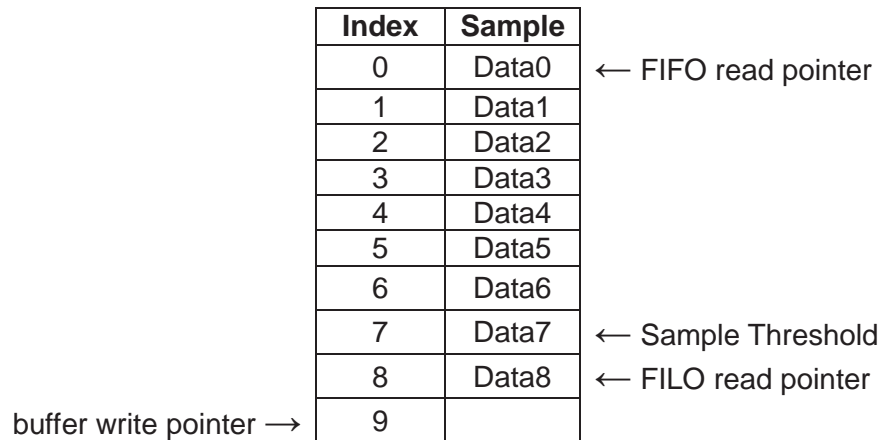 Index Sample
0 Data0 ← FIFO read pointer
1 Data1
2 Data2
3 Data3
4 Data4
5 Data5
6 Data6
7 Data7 ← Sample Threshold
8 Data8 ← FILO read pointer
buffer write pointer → 9